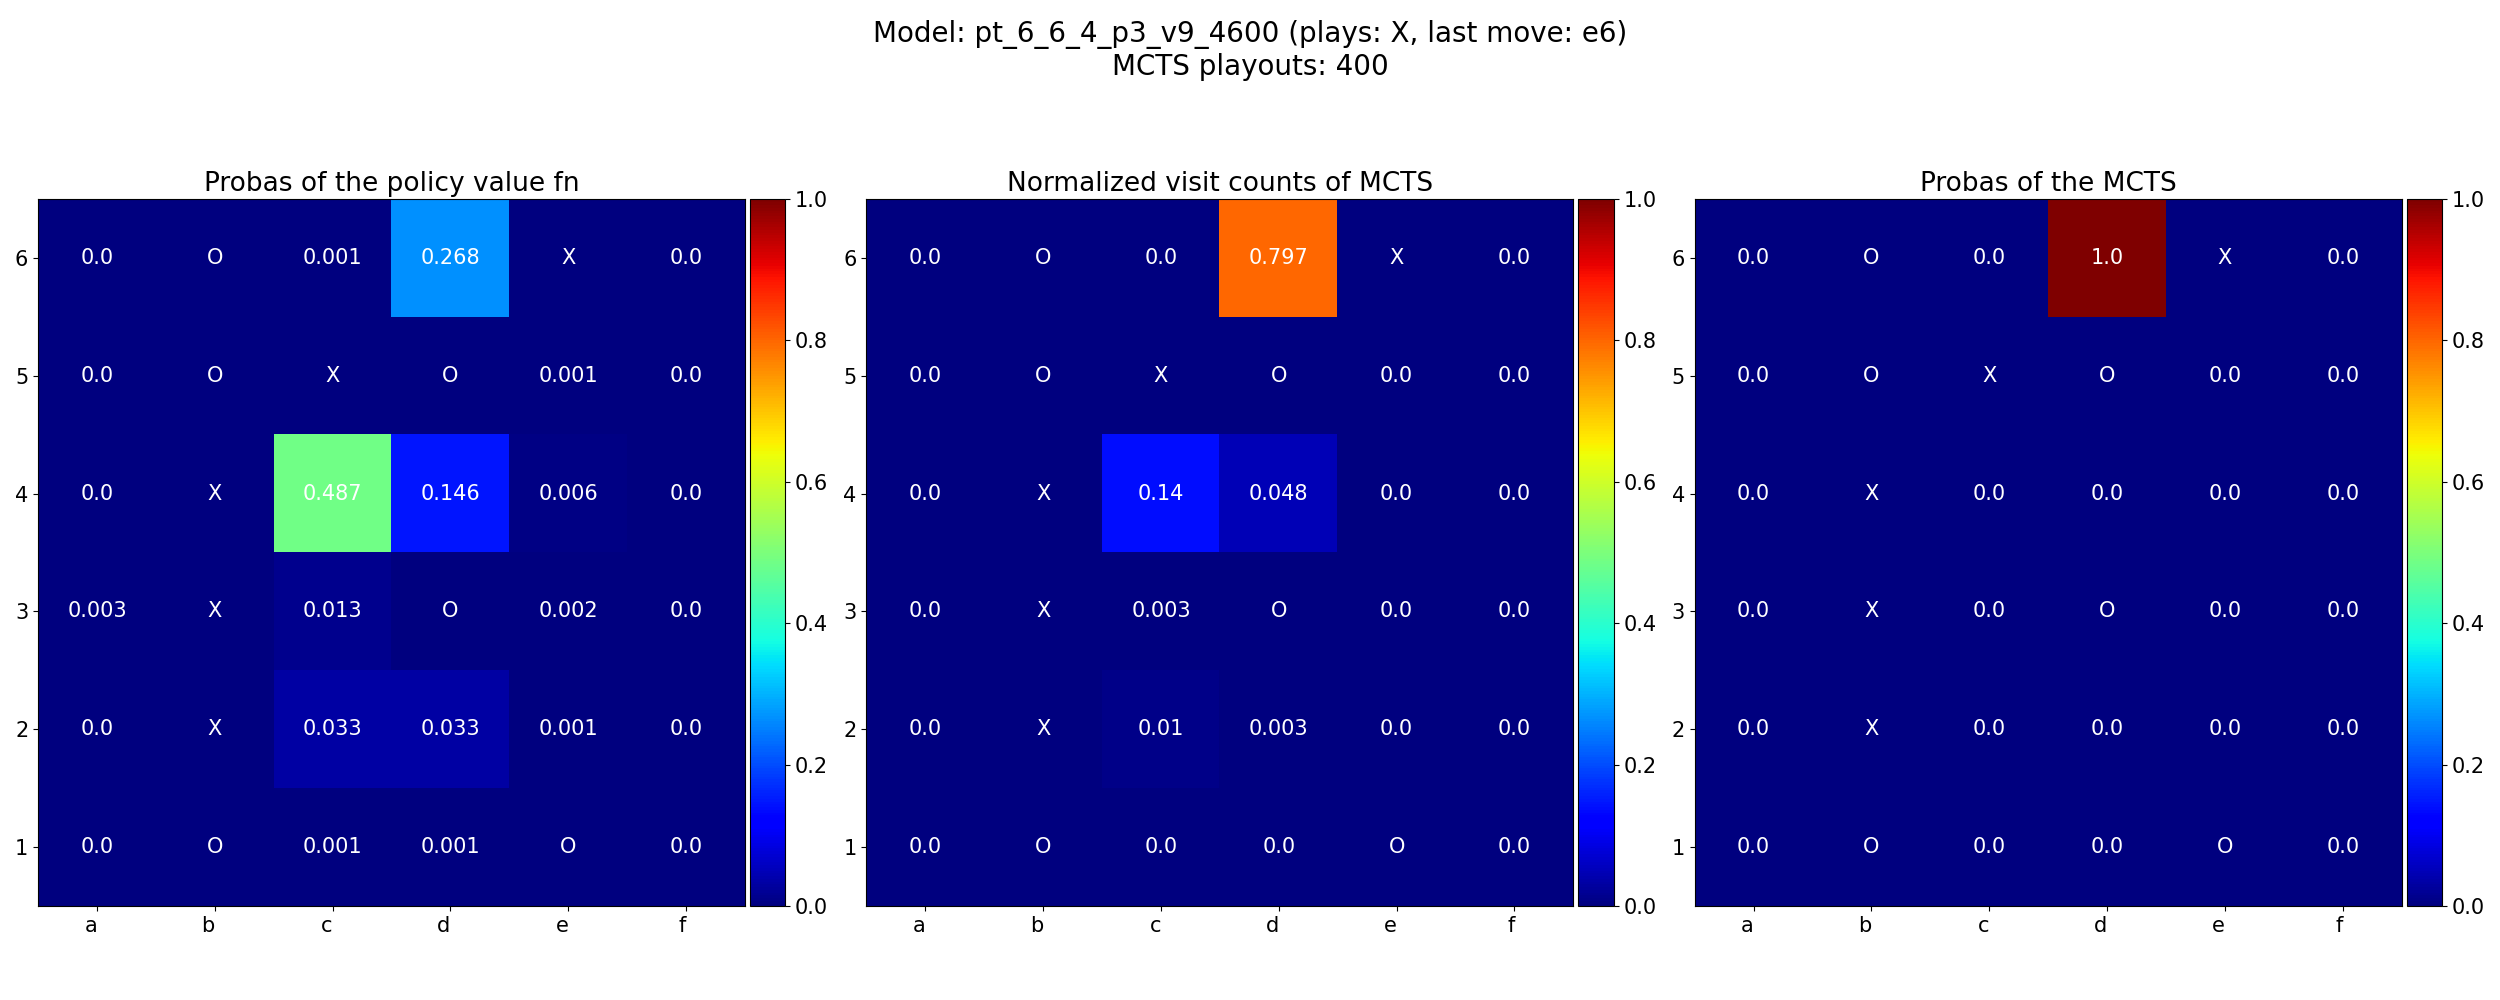 Model: pt_6_6_4_p3_v9_4600 (plays: X, last move: e6)
MCTS playouts: 400
Probas of the policy value fn
6 0.0 O 0.001 0.268 X 0.0
5 0.0 O X O 0.001 0.0
4 0.0 X 0.487 0.146 0.006 0.0
3 0.003 X 0.013 O 0.002 0.0
2 0.0 X 0.033 0.033 0.001 0.0
1 0.0 O 0.001 0.001 O 0.0
a b c d e f
1.0
0.8
0.6
0.4
0.2
0.0
Normalized visit counts of MCTS
6 0.0 O 0.0 0.797 X 0.0
5 0.0 O X O 0.0 0.0
4 0.0 X 0.14 0.048 0.0 0.0
3 0.0 X 0.003 O 0.0 0.0
2 0.0 X 0.01 0.003 0.0 0.0
1 0.0 O 0.0 0.0 O 0.0
a b c d e f
1.0
0.8
0.6
0.4
0.2
0.0
Probas of the MCTS
6 0.0 O 0.0 1.0 X 0.0
5 0.0 O X O 0.0 0.0
4 0.0 X 0.0 0.0 0.0 0.0
3 0.0 X 0.0 O 0.0 0.0
2 0.0 X 0.0 0.0 0.0 0.0
1 0.0 O 0.0 0.0 O 0.0
a b c d e f
1.0
0.8
0.6
0.4
0.2
0.0